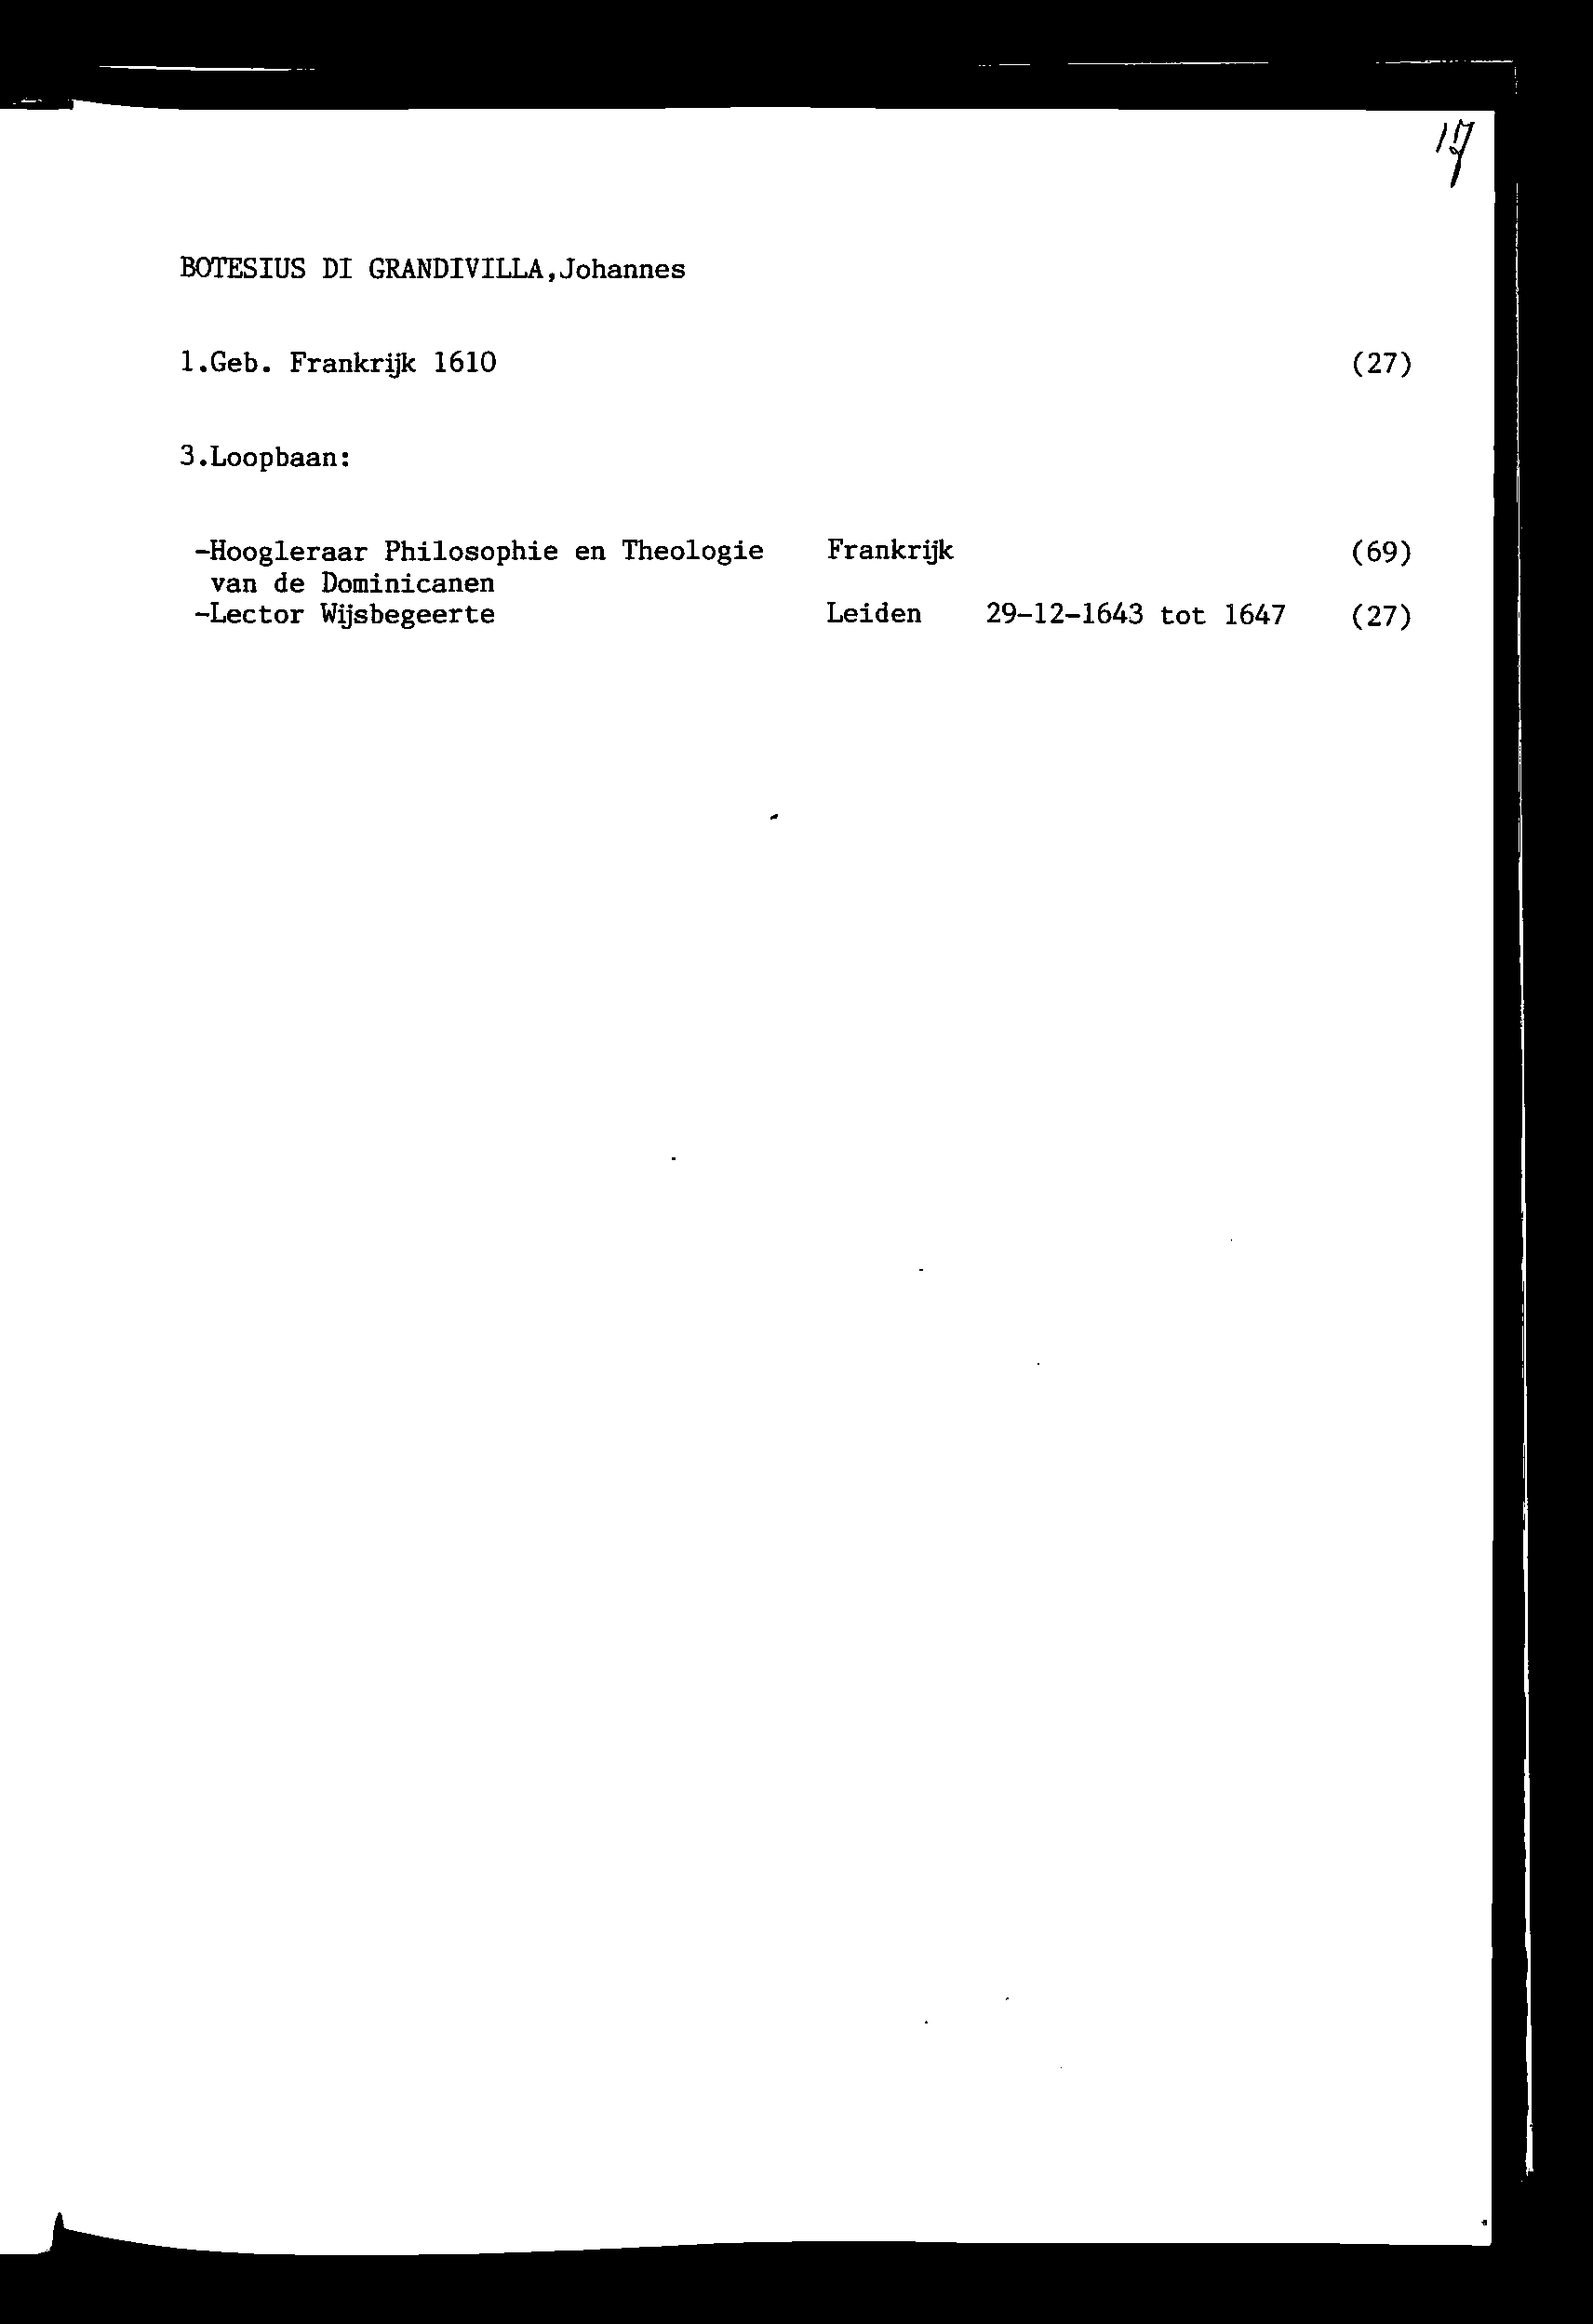 17
BOTESIUS DI GRANDIVILLA,Johannes
1.Geb. Frankrijk 1610 (27)
3.Loopbaan:
-Hoogleraar Philosophie en Theologie Frankrijk (69)
van de Dominicanen
-Lector Wijsbegeerte Leiden 29-12-1643 tot 1647 (27)